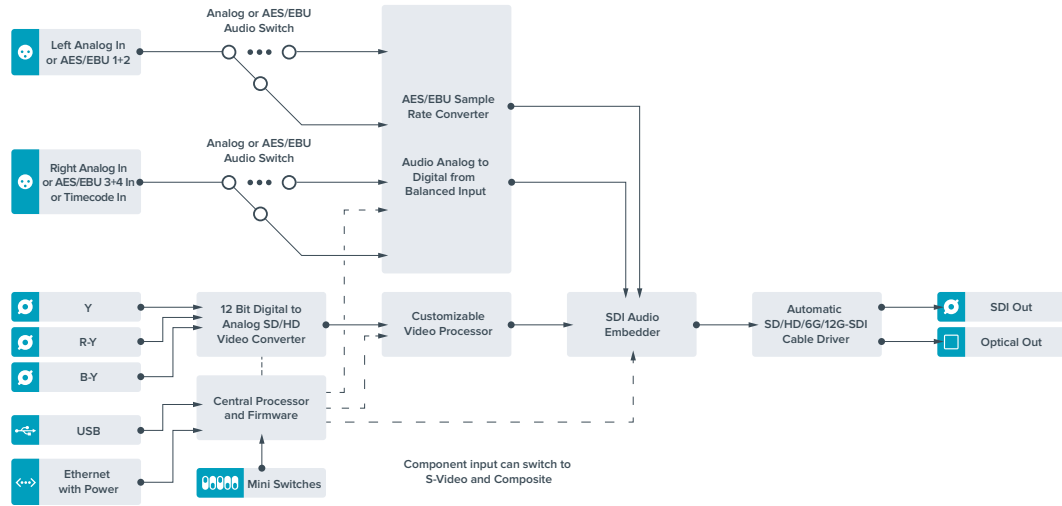 Analog or AES/EBU
Audio Switch
Left Analog In
or AES/EBU 1+2
AES/EBU Sample
Rate Converter
Analog or AES/EBU
Audio Switch
Right Analog In
or AES/EBU 3+4 In
or Timecode In
Audio Analog to
Digital from
Balanced Input
Y
R-Y
B-Y
12 Bit Digital to
Analog SD/HD
Video Converter
Customizable
Video Processor
SDI Audio
Embedder
Automatic
SD/HD/6G/12G-SDI
Cable Driver
SDI Out
Optical Out
Central Processor
and Firmware
USB
Ethernet
with Power
Mini Switches
Component input can switch to
S-Video and Composite